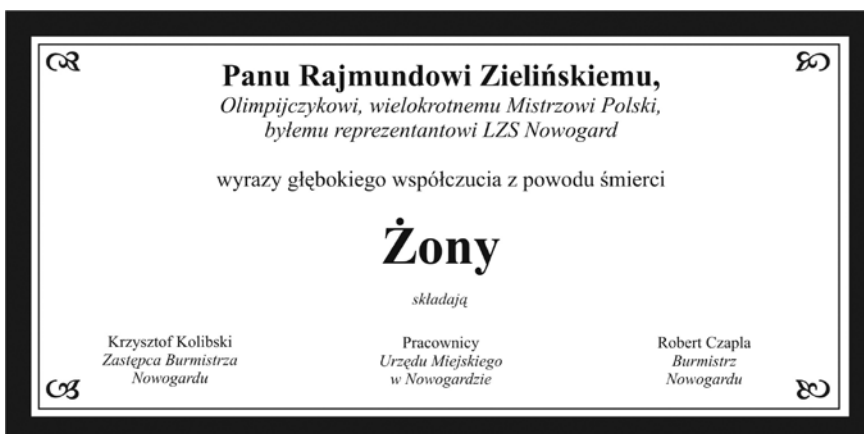 Panu Rajmundowi Zielińskiemu,
Olimpijczykowi, wielokrotnemu Mistrzowi Polski,
byłemu reprezentantowi LZS Nowogard
wyrazy głębokiego współczucia z powodu śmierci
Żony
składają
Krzysztof Kolibski
Zastępca Burmistrza
Nowogardu
Pracownicy
Urzędu Miejskiego
w Nowogardzie
Robert Czapla
Burmistrz
Nowogardu